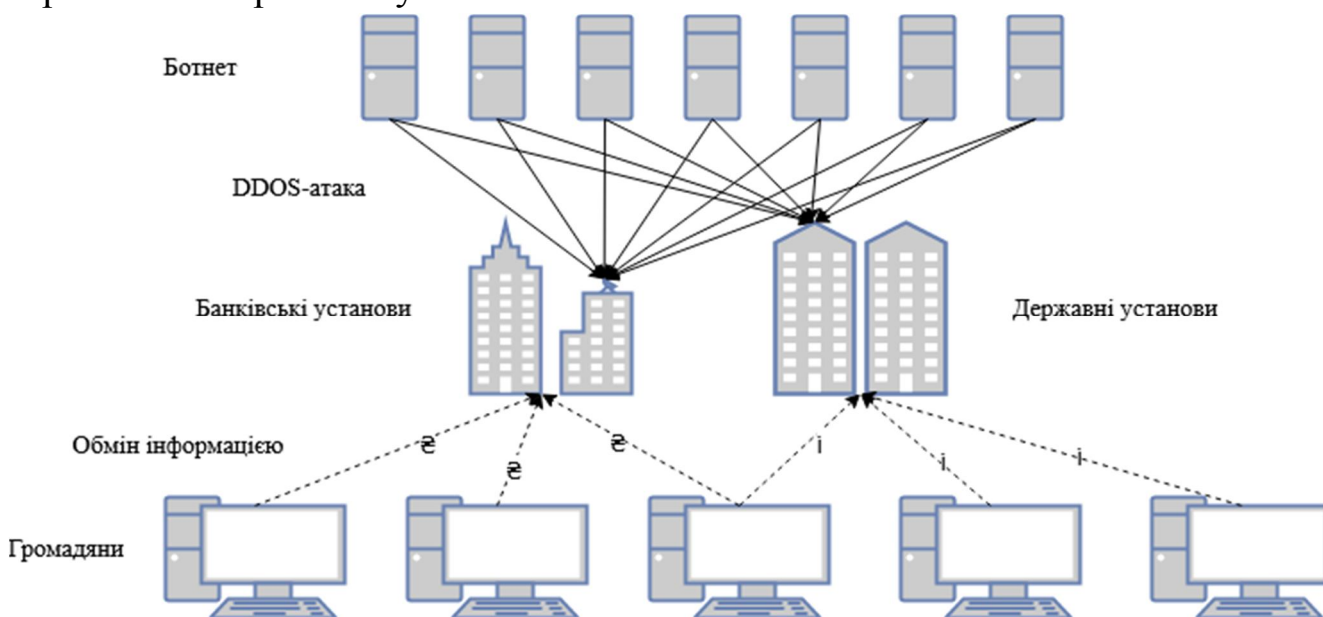 Ботнет
DDOS-атака
Банківські установи
Державні установи
Обмін інформацією
₴
₴
₴
і
і
і
Громадяни